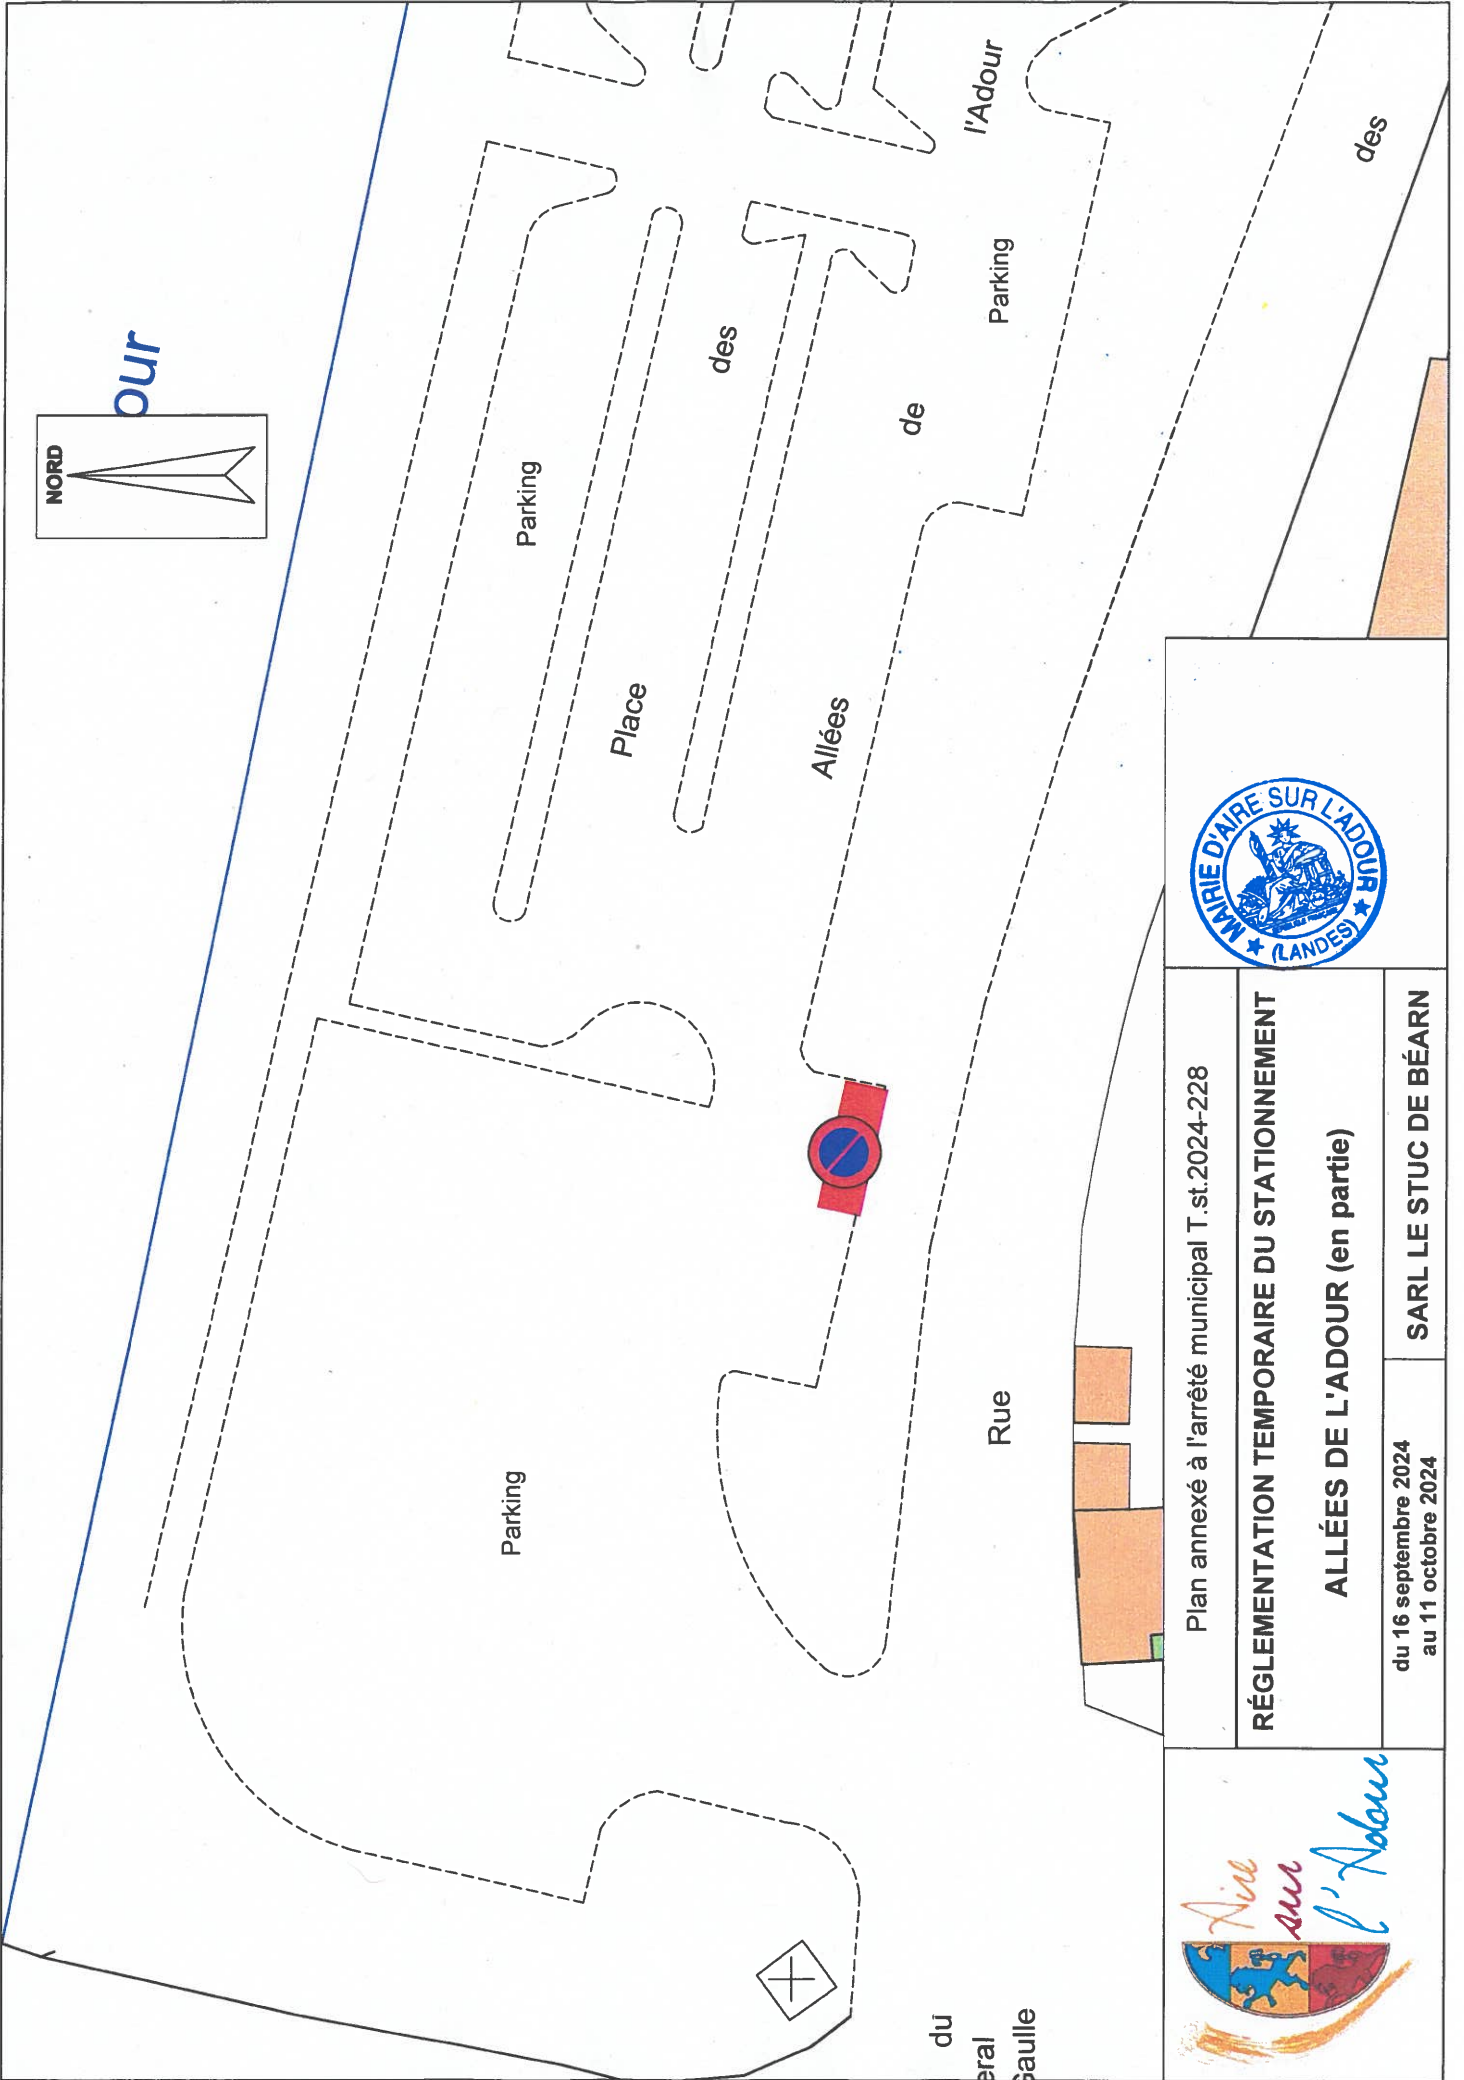 our
NORD
Parking
Place
des
Allées
de
l'Adour
Parking
des
Parking
Rue
du
eral
Gaulle
Plan annexé à l'arrêté municipal T.st.2024-228
RÉGLEMENTATION TEMPORAIRE DU STATIONNEMENT
ALLÉES DE L'ADOUR (en partie)
du 16 septembre 2024
au 11 octobre 2024
SARL LE STUC DE BÉARN
MAIRIE D'AIRE SUR L'ADOUR
(LANDES)
Aire
sur
l'Adour